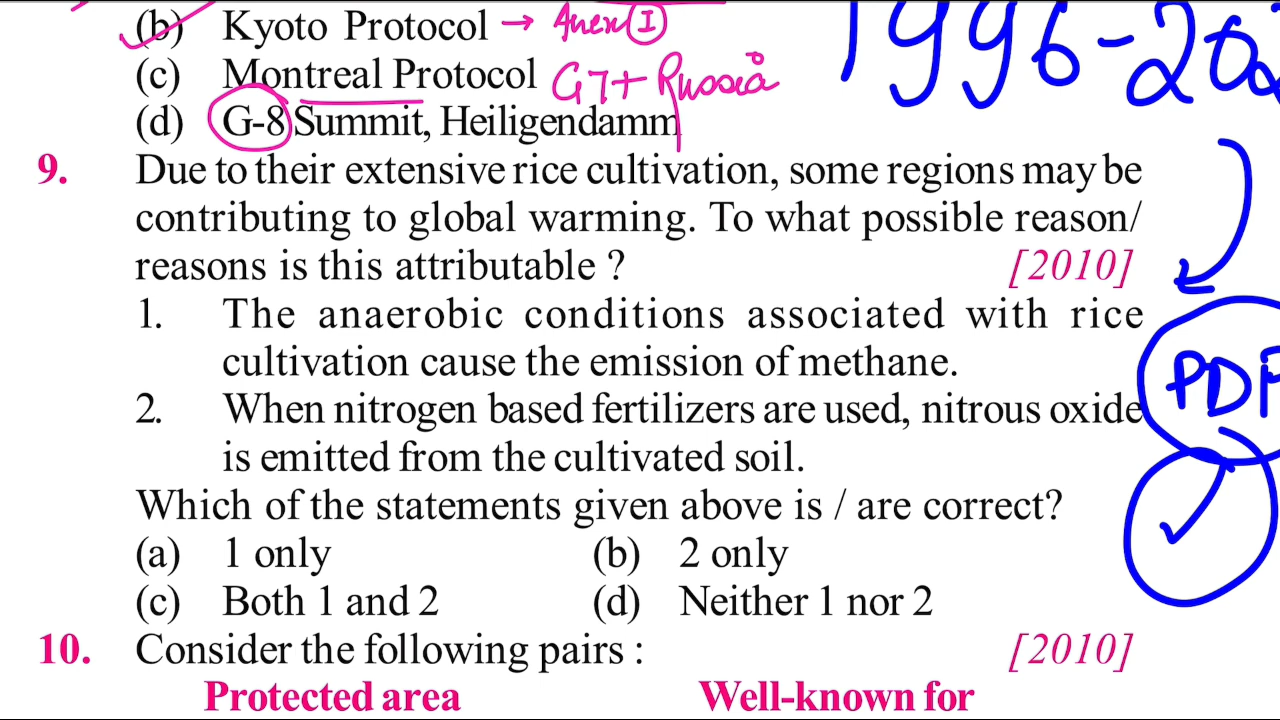 (b) Kyoto Protocol → Anex I
1996-202
(c) Montreal Protocol G7 + Russia
(d) G-8 Summit, Heiligendamm
9. Due to their extensive rice cultivation, some regions may be
contributing to global warming. To what possible reason/
reasons is this attributable ? [2010]
1. The anaerobic conditions associated with rice
cultivation cause the emission of methane.
PDF
2. When nitrogen based fertilizers are used, nitrous oxide
is emitted from the cultivated soil.
Which of the statements given above is / are correct?
(a) 1 only (b) 2 only
(c) Both 1 and 2 (d) Neither 1 nor 2
10. Consider the following pairs : [2010]
Protected area Well-known for